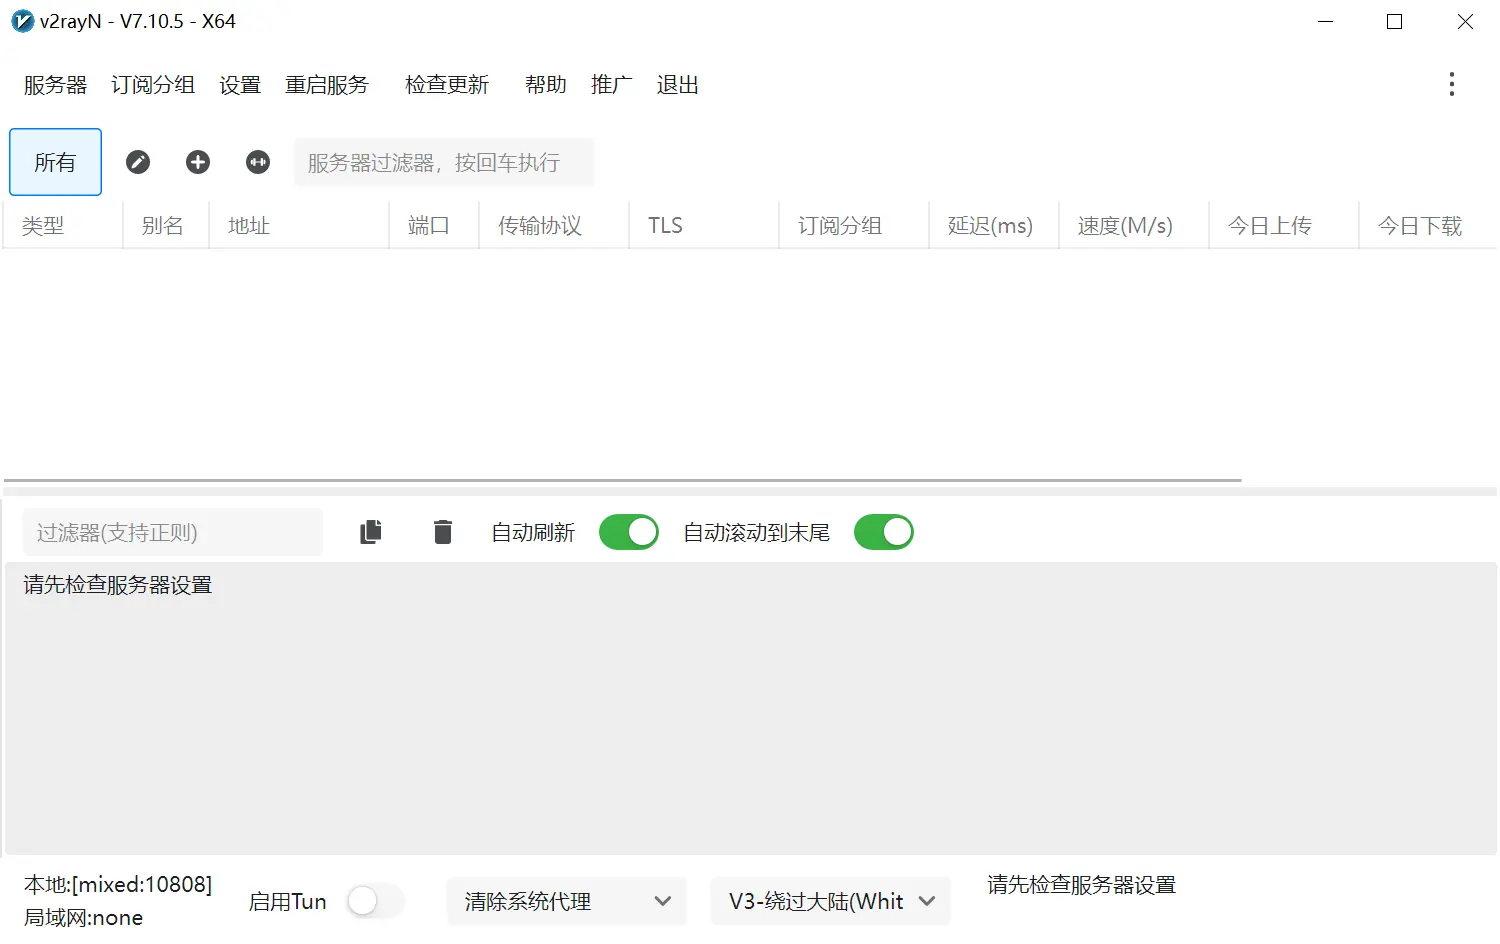 v2rayN - V7.10.5 - X64
服务器 订阅分组 设置 重启服务 检查更新 帮助 推广 退出
所有 服务器过滤器，按回车执行
类型 别名 地址 端口 传输协议 TLS 订阅分组 延迟(ms) 速度(M/s) 今日上传 今日下载
过滤器(支持正则) 自动刷新 自动滚动到末尾
请先检查服务器设置
本地:[mixed:10808]
局域网:none
启用Tun 清除系统代理 V3-绕过大陆(Whit
请先检查服务器设置